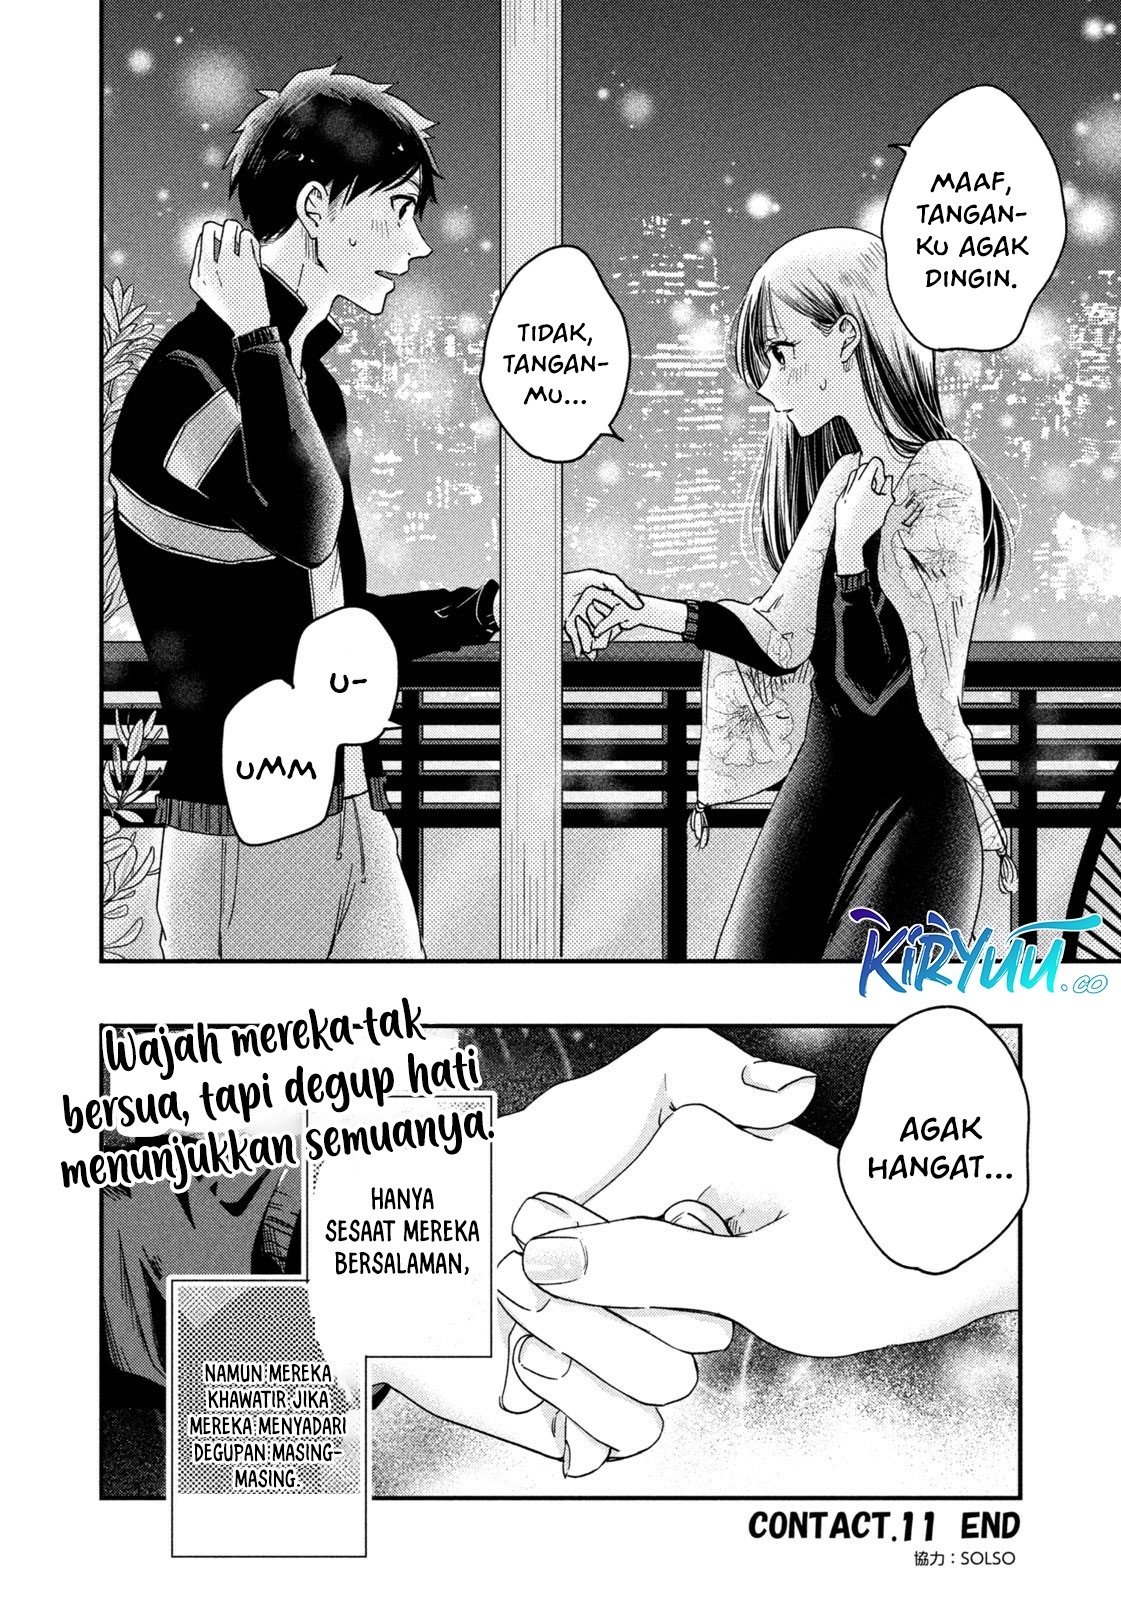 MAAF,
TANGAN-
KU AGAK
DINGIN.
TIDAK,
TANGAN-
MU...
U-
UMM
KiRYUU.co
Wajah mereka tak
bersua, tapi degup hati
menunjukkan semuanya.
AGAK
HANGAT...
HANYA
SESAAT MEREKA
BERSALAMAN,
NAMUN MEREKA
KHAWATIR JIKA
MEREKA MENYADARI
DEGUPAN MASING-
MASING.
CONTACT.11 END
協力：SOLSO